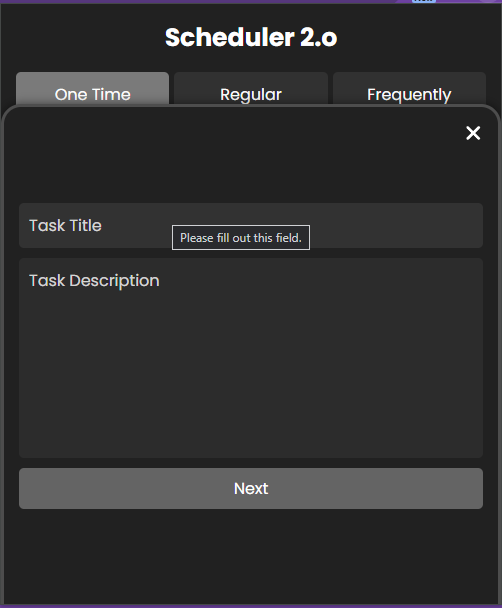 Scheduler 2.o
One Time
Regular
Frequently
Task Title
Please fill out this field.
Task Description
Next